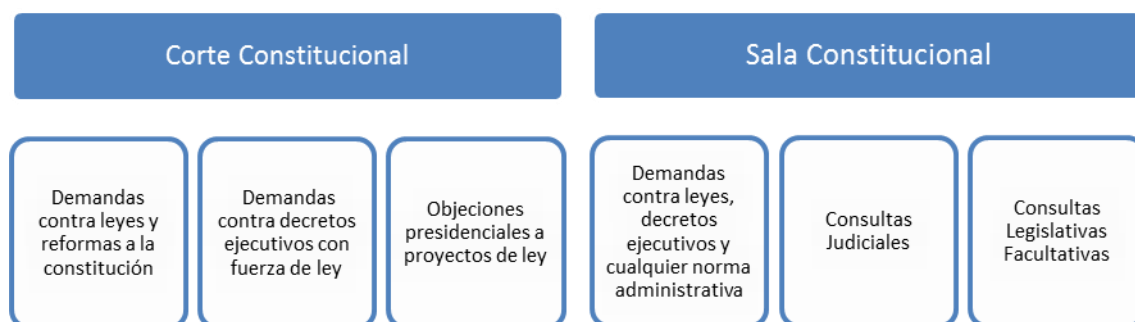 Corte Constitucional
Sala Constitucional
Demandas
contra leyes y
reformas a la
constitución
Demandas
contra decretos
ejecutivos con
fuerza de ley
Objeciones
presidenciales a
proyectos de ley
Demandas
contra leyes,
decretos
ejecutivos y
cualquier norma
administrativa
Consultas
Judiciales
Consultas
Legislativas
Facultativas